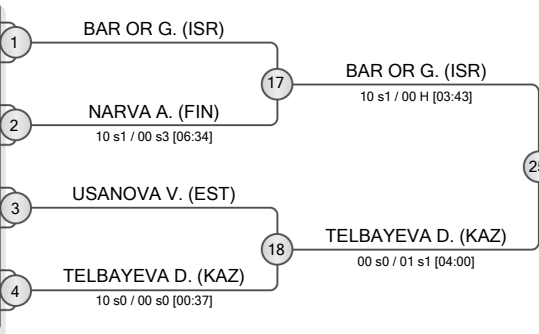 BAR OR G. (ISR)
1
17
BAR OR G. (ISR)
10 s1 / 00 H [03:43]
NARVA A. (FIN)
2
10 s1 / 00 s3 [06:34]
USANOVA V. (EST)
3
18
TELBAYEVA D. (KAZ)
00 s0 / 01 s1 [04:00]
TELBAYEVA D. (KAZ)
4
10 s0 / 00 s0 [00:37]